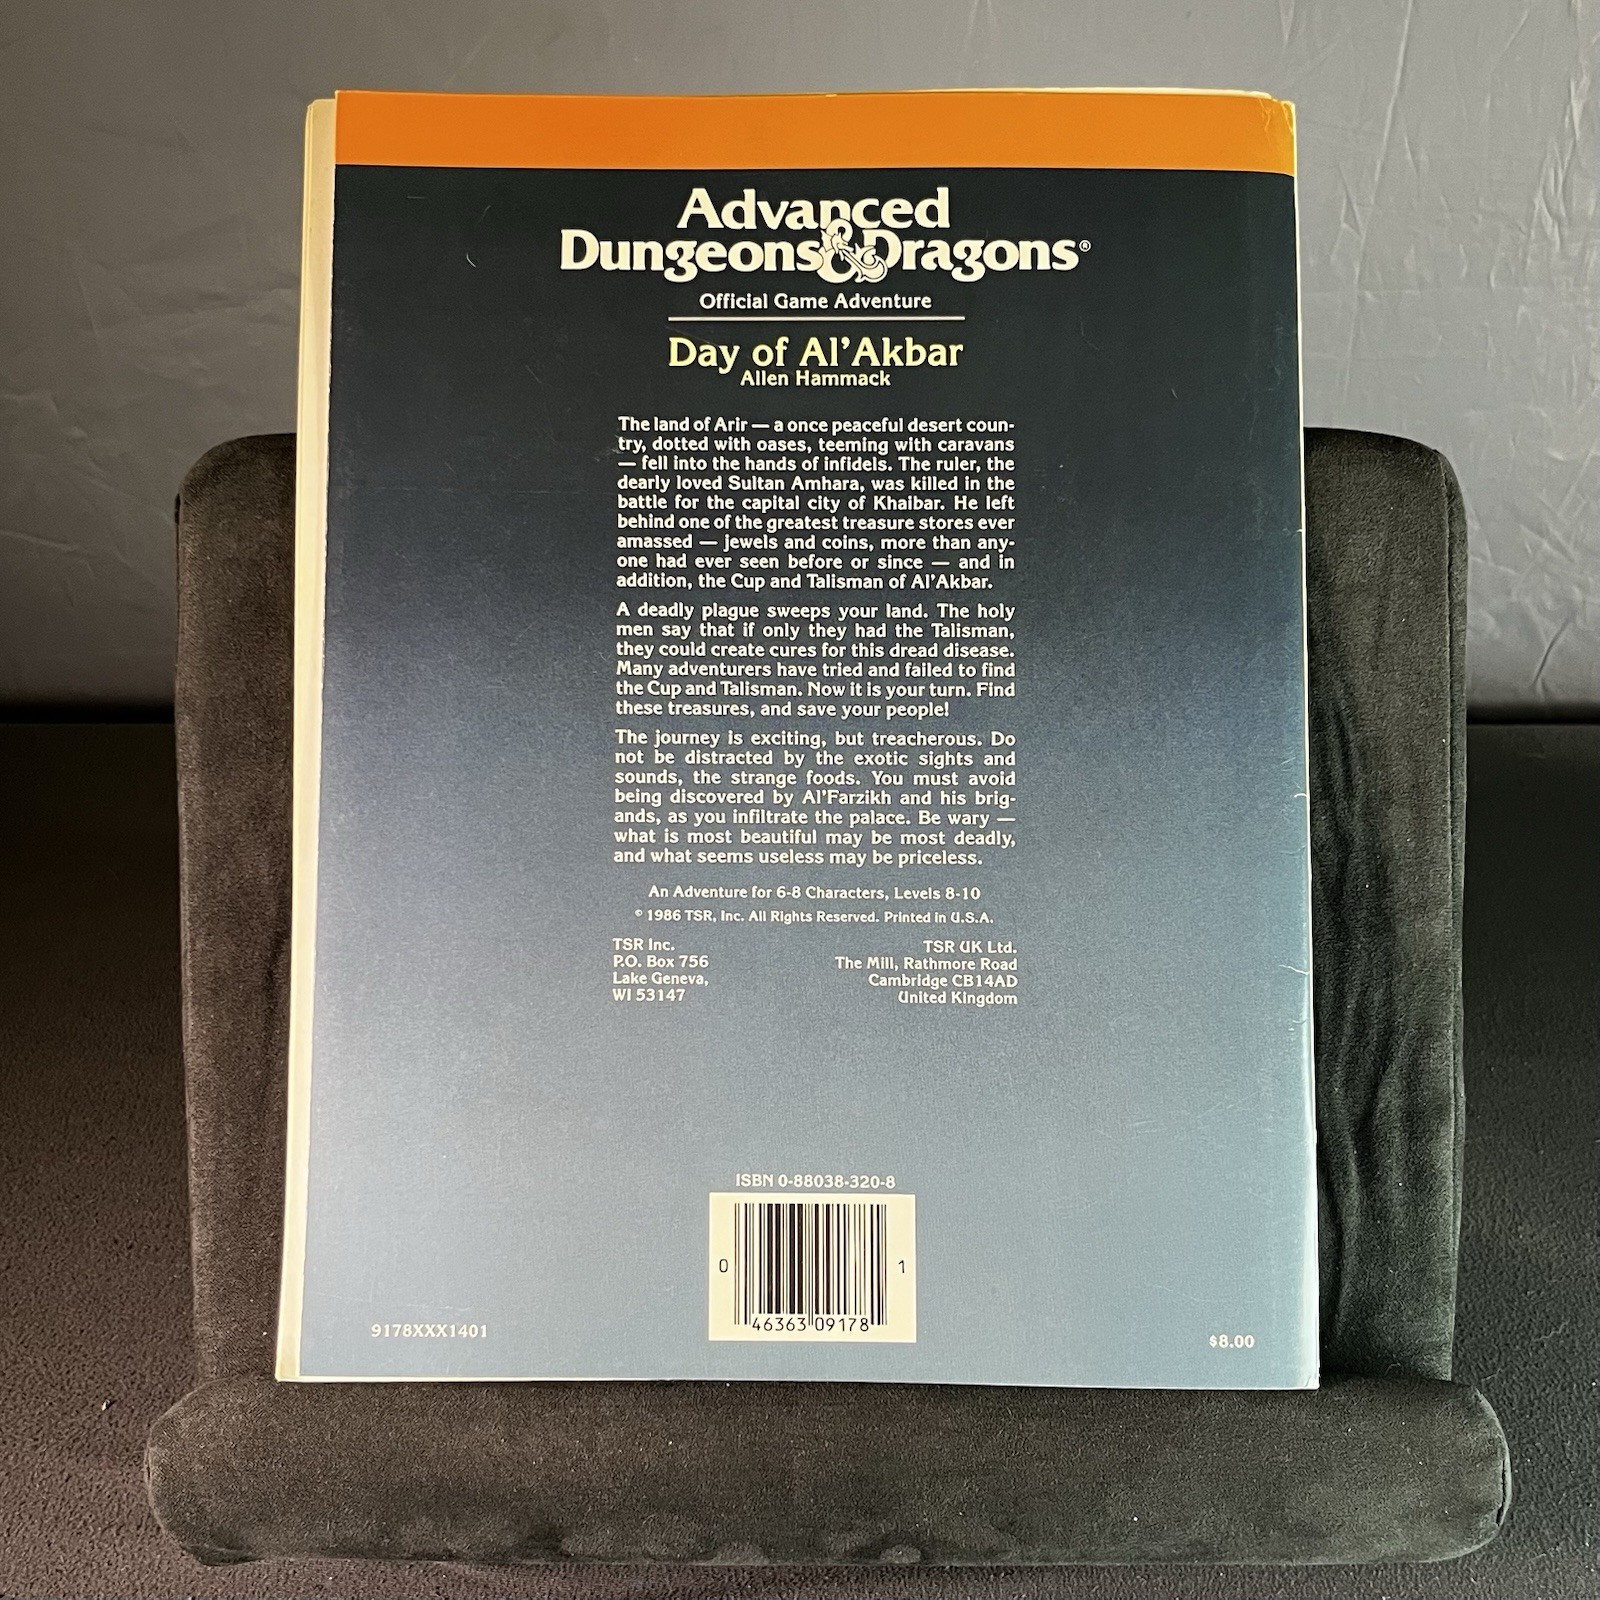 Advanced
Dungeons & Dragons®
Official Game Adventure
Day of Al'Akbar
Allen Hammack
The land of Arir — a once peaceful desert coun-
try, dotted with oases, teeming with caravans
— fell into the hands of infidels. The ruler, the
dearly loved Sultan Amhara, was killed in the
battle for the capital city of Khaibar. He left
behind one of the greatest treasure stores ever
amassed — jewels and coins, more than any-
one had ever seen before or since — and in
addition, the Cup and Talisman of Al'Akbar.
A deadly plague sweeps your land. The holy
men say that if only they had the Talisman,
they could create cures for this dread disease.
Many adventurers have tried and failed to find
the Cup and Talisman. Now it is your turn. Find
these treasures, and save your people!
The journey is exciting, but treacherous. Do
not be distracted by the exotic sights and
sounds, the strange foods. You must avoid
being discovered by Al'Farzikh and his brig-
ands, as you infiltrate the palace. Be wary —
what is most beautiful may be most deadly,
and what seems useless may be priceless.
An Adventure for 6-8 Characters, Levels 8-10
© 1986 TSR, Inc. All Rights Reserved. Printed in U.S.A.
TSR Inc.
P.O. Box 756
Lake Geneva,
WI 53147
TSR UK Ltd.
The Mill, Rathmore Road
Cambridge CB14AD
United Kingdom
ISBN 0-88038-320-8
0 46363 09178 1
9178XXX1401
$8.00